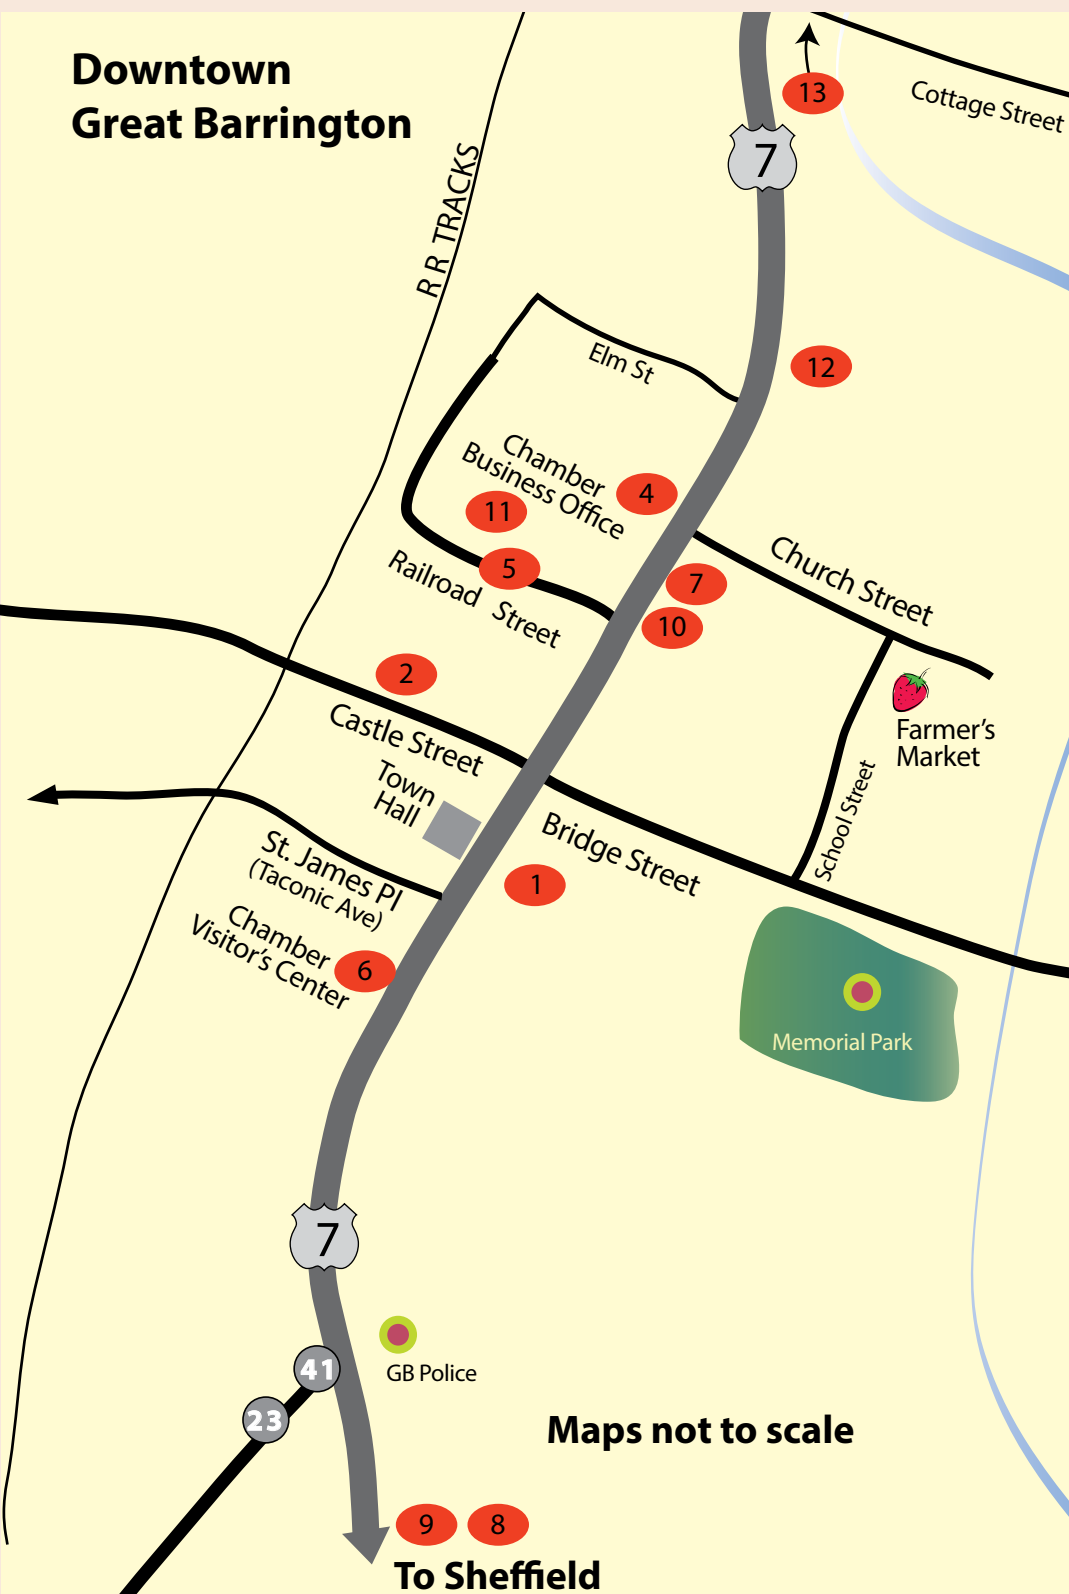 Downtown
Great Barrington
13
Cottage Street
7
R R TRACKS
12
Elm St
Chamber
Business Office
4
11
5
Railroad Street
Church Street
7
10
2
Castle Street
Farmer's
Market
Town
Hall
School Street
Bridge Street
St. James Pl
(Taconic Ave)
1
Chamber
Visitor's Center
6
Memorial Park
7
GB Police
41
23
Maps not to scale
9
8
To Sheffield